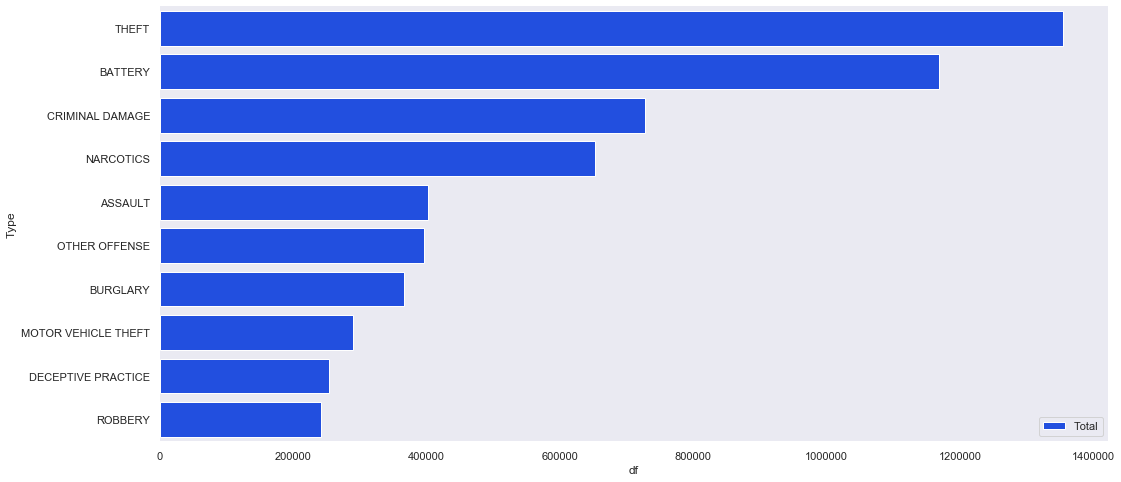 THEFT
BATTERY
CRIMINAL DAMAGE
NARCOTICS
ASSAULT
OTHER OFFENSE
BURGLARY
MOTOR VEHICLE THEFT
DECEPTIVE PRACTICE
ROBBERY
Type
Total
0 200000 400000 600000 800000 1000000 1200000 1400000
df